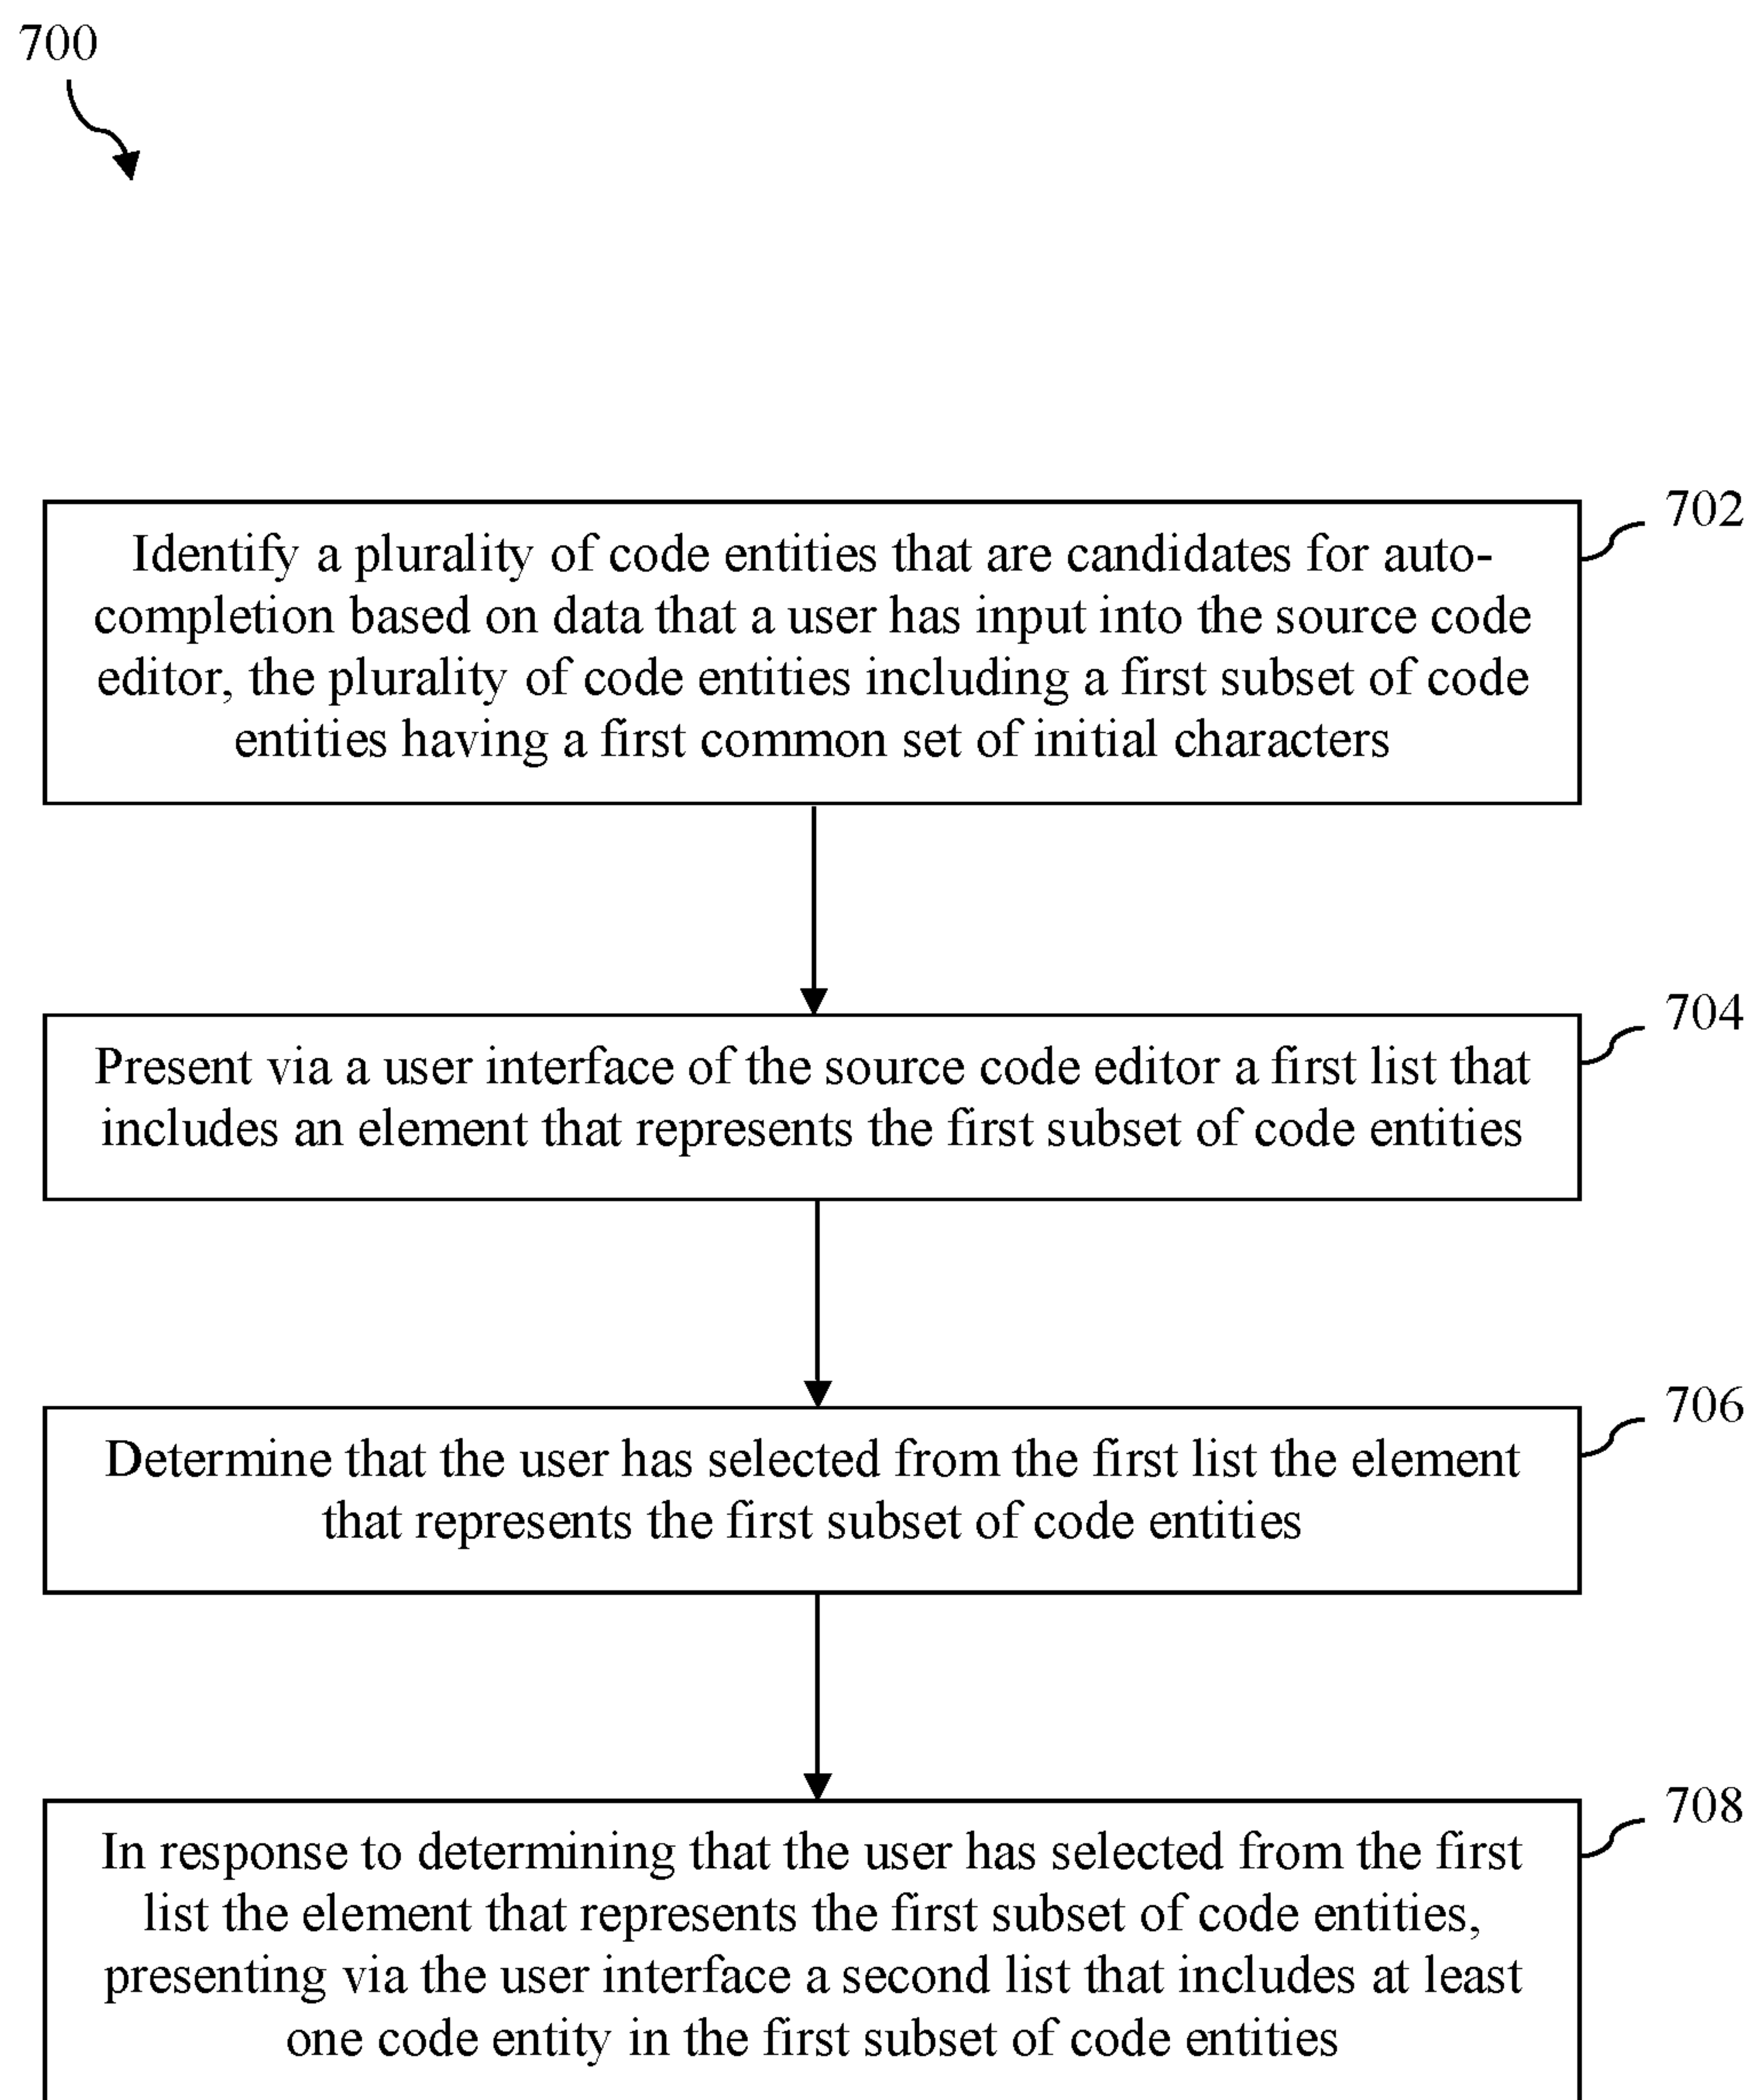 700
702
Identify a plurality of code entities that are candidates for auto-
completion based on data that a user has input into the source code
editor, the plurality of code entities including a first subset of code
entities having a first common set of initial characters
704
Present via a user interface of the source code editor a first list that
includes an element that represents the first subset of code entities
706
Determine that the user has selected from the first list the element
that represents the first subset of code entities
708
In response to determining that the user has selected from the first
list the element that represents the first subset of code entities,
presenting via the user interface a second list that includes at least
one code entity in the first subset of code entities